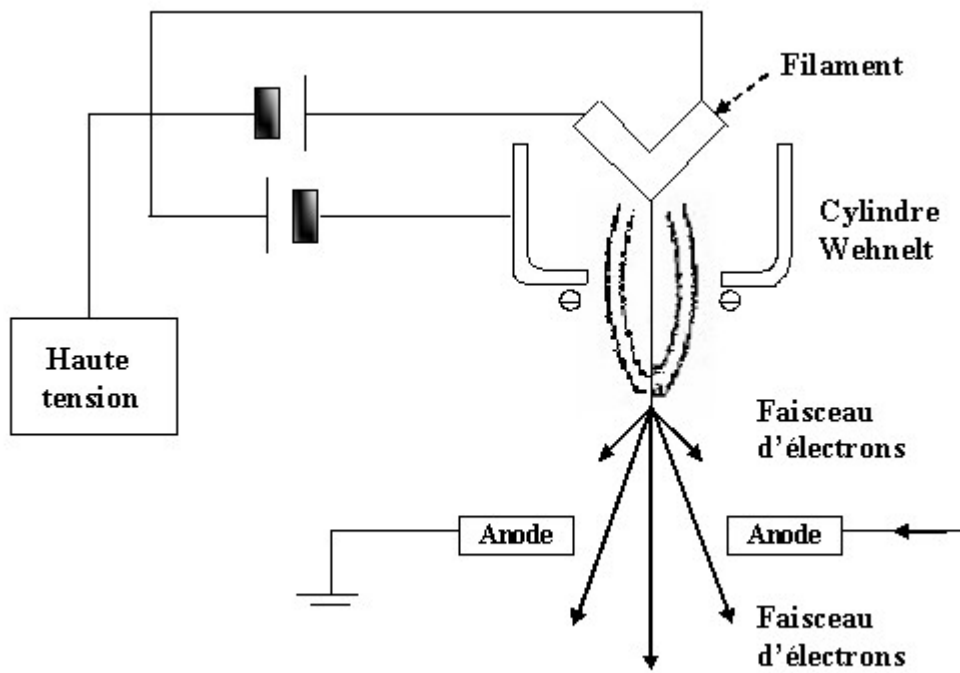 Filament
Cylindre
Wehnelt
Haute
tension
Faisceau
d'électrons
Anode
Anode
Faisceau
d'électrons